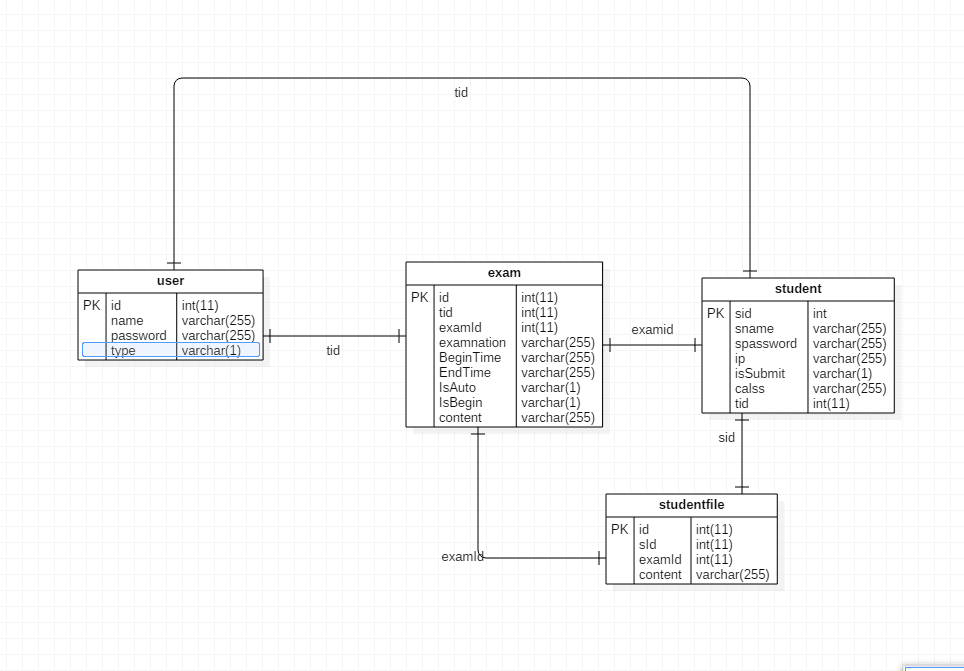 tid
user
PK id int(11)
name varchar(255)
password varchar(255)
type varchar(1)
tid
exam
PK id int(11)
tid int(11)
examId int(11)
examnation varchar(255)
BeginTime varchar(255)
EndTime varchar(255)
IsAuto varchar(1)
IsBegin varchar(1)
content varchar(255)
examid
student
PK sid int
sname varchar(255)
spassword varchar(255)
ip varchar(255)
isSubmit varchar(1)
calss varchar(255)
tid int(11)
sid
examId
studentfile
PK id int(11)
sId int(11)
examId int(11)
content varchar(255)